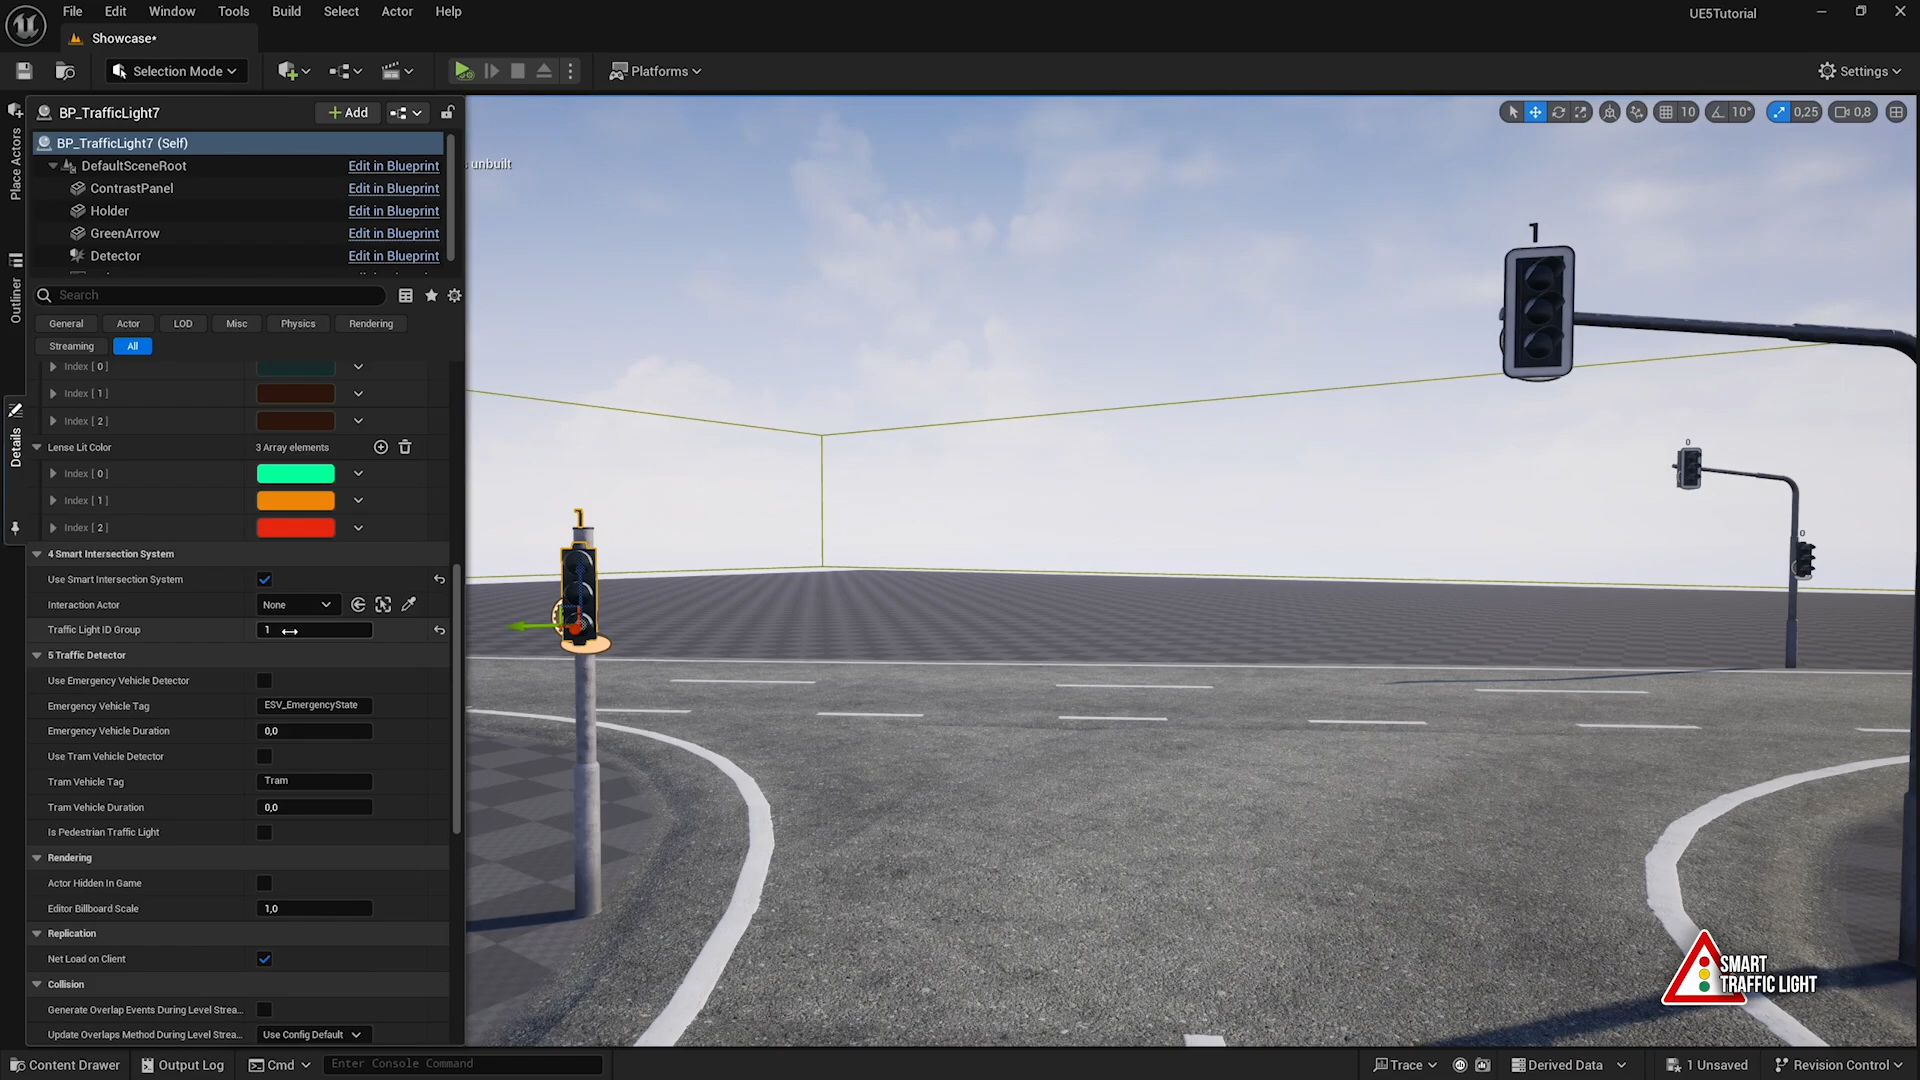 File Edit Window Tools Build Select Actor Help
UE5Tutorial
Showcase*
Selection Mode
Platforms
Settings
Place Actors
Outliner
Details
BP_TrafficLight7
Add
BP_TrafficLight7 (Self)
DefaultSceneRoot Edit in Blueprint
ContrastPanel Edit in Blueprint
Holder Edit in Blueprint
GreenArrow Edit in Blueprint
Detector Edit in Blueprint
Search
General Actor LOD Misc Physics Rendering
Streaming All
Index [ 0 ]
Index [ 1 ]
Index [ 2 ]
Lense Lit Color 3 Array elements
Index [ 0 ]
Index [ 1 ]
Index [ 2 ]
4 Smart Intersection System
Use Smart Intersection System
Interaction Actor None
Traffic Light ID Group 1
5 Traffic Detector
Use Emergency Vehicle Detector
Emergency Vehicle Tag ESV_EmergencyState
Emergency Vehicle Duration 0,0
Use Tram Vehicle Detector
Tram Vehicle Tag Tram
Tram Vehicle Duration 0,0
Is Pedestrian Traffic Light
Rendering
Actor Hidden In Game
Editor Billboard Scale 1,0
Replication
Net Load on Client
Collision
Generate Overlap Events During Level Strea...
Update Overlaps Method During Level Strea... Use Config Default
unbuilt
10 10° 0,25 0,8
1
0
0
1
SMART
TRAFFIC LIGHT
Content Drawer Output Log Cmd Enter Console Command
Trace Derived Data 1 Unsaved Revision Control